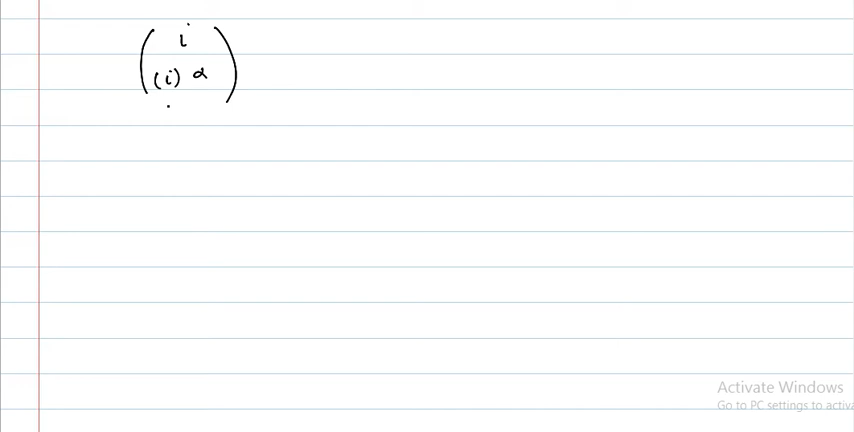 ( i
(i) α )
Activate Windows
Go to PC settings to activa